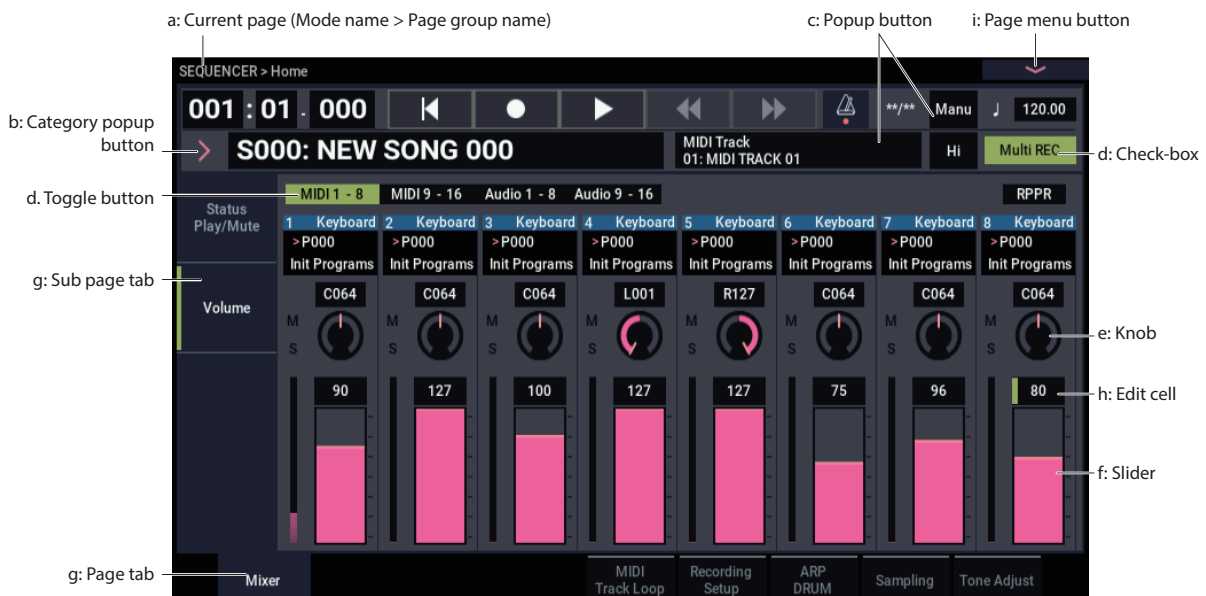 a: Current page (Mode name > Page group name)
c: Popup button
i: Page menu button
SEQUENCER > Home
001 : 01 . 000
**/**
Manu
♩ 120.00
b: Category popup
button
> S000: NEW SONG 000
MIDI Track
01: MIDI TRACK 01
Hi
Multi REC
d: Check-box
d. Toggle button
MIDI 1 - 8
MIDI 9 - 16
Audio 1 - 8
Audio 9 - 16
RPPR
Status
Play/Mute
1 Keyboard 2 Keyboard 3 Keyboard 4 Keyboard 5 Keyboard 6 Keyboard 7 Keyboard 8 Keyboard
>P000 >P000 >P000 >P000 >P000 >P000 >P000 >P000
Init Programs Init Programs Init Programs Init Programs Init Programs Init Programs Init Programs Init Programs
g: Sub page tab
Volume
C064 C064 C064 L001 R127 C064 C064 C064
M M M M M M M M
S S S S S S S S
e: Knob
90 127 100 127 127 75 96 80
h: Edit cell
f: Slider
g: Page tab
Mixer
MIDI
Track Loop
Recording
Setup
ARP
DRUM
Sampling
Tone Adjust